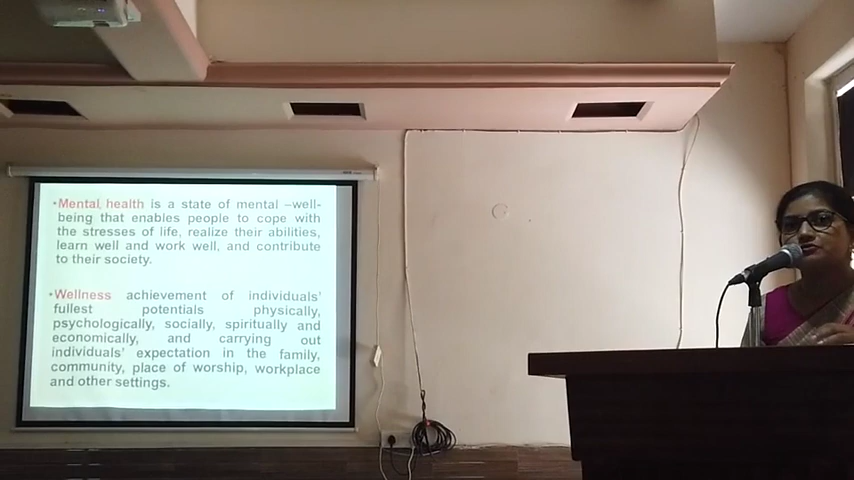 •Mental health is a state of mental –well-
being that enables people to cope with
the stresses of life, realize their abilities,
learn well and work well, and contribute
to their society.
•Wellness achievement of individuals'
fullest potentials physically,
psychologically, socially, spiritually and
economically, and carrying out
individuals' expectation in the family,
community, place of worship, workplace
and other settings.